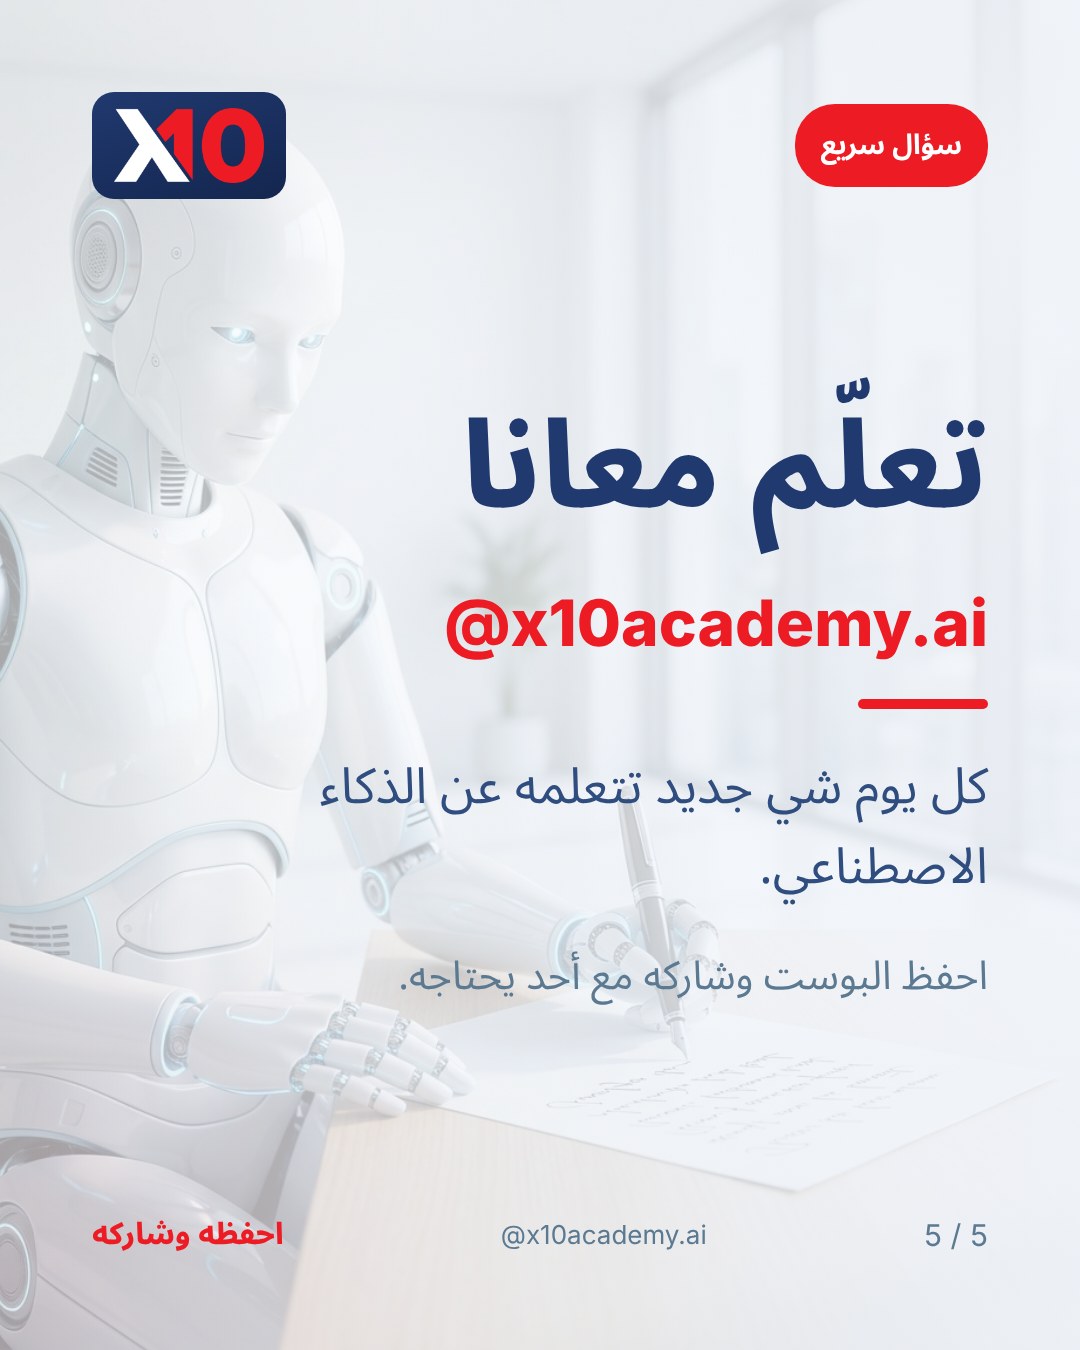 X10
سؤال سريع
تعلّم معانا
@x10academy.ai
كل يوم شي جديد تتعلمه عن الذكاء
الاصطناعي.
احفظ البوست وشاركه مع أحد يحتاجه.
احفظه وشاركه
@x10academy.ai
5 / 5